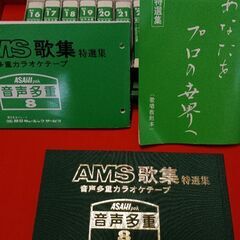 16
17
18
19
20
21
AMS歌集 特選集
音声多重カラオケテープ
ASAHI pak
音声多重
8
特選集
あなたを
プロの世界へ
AMS歌集 特選集
音声多重カラオケテープ
ASAHI pak
音声多重
8